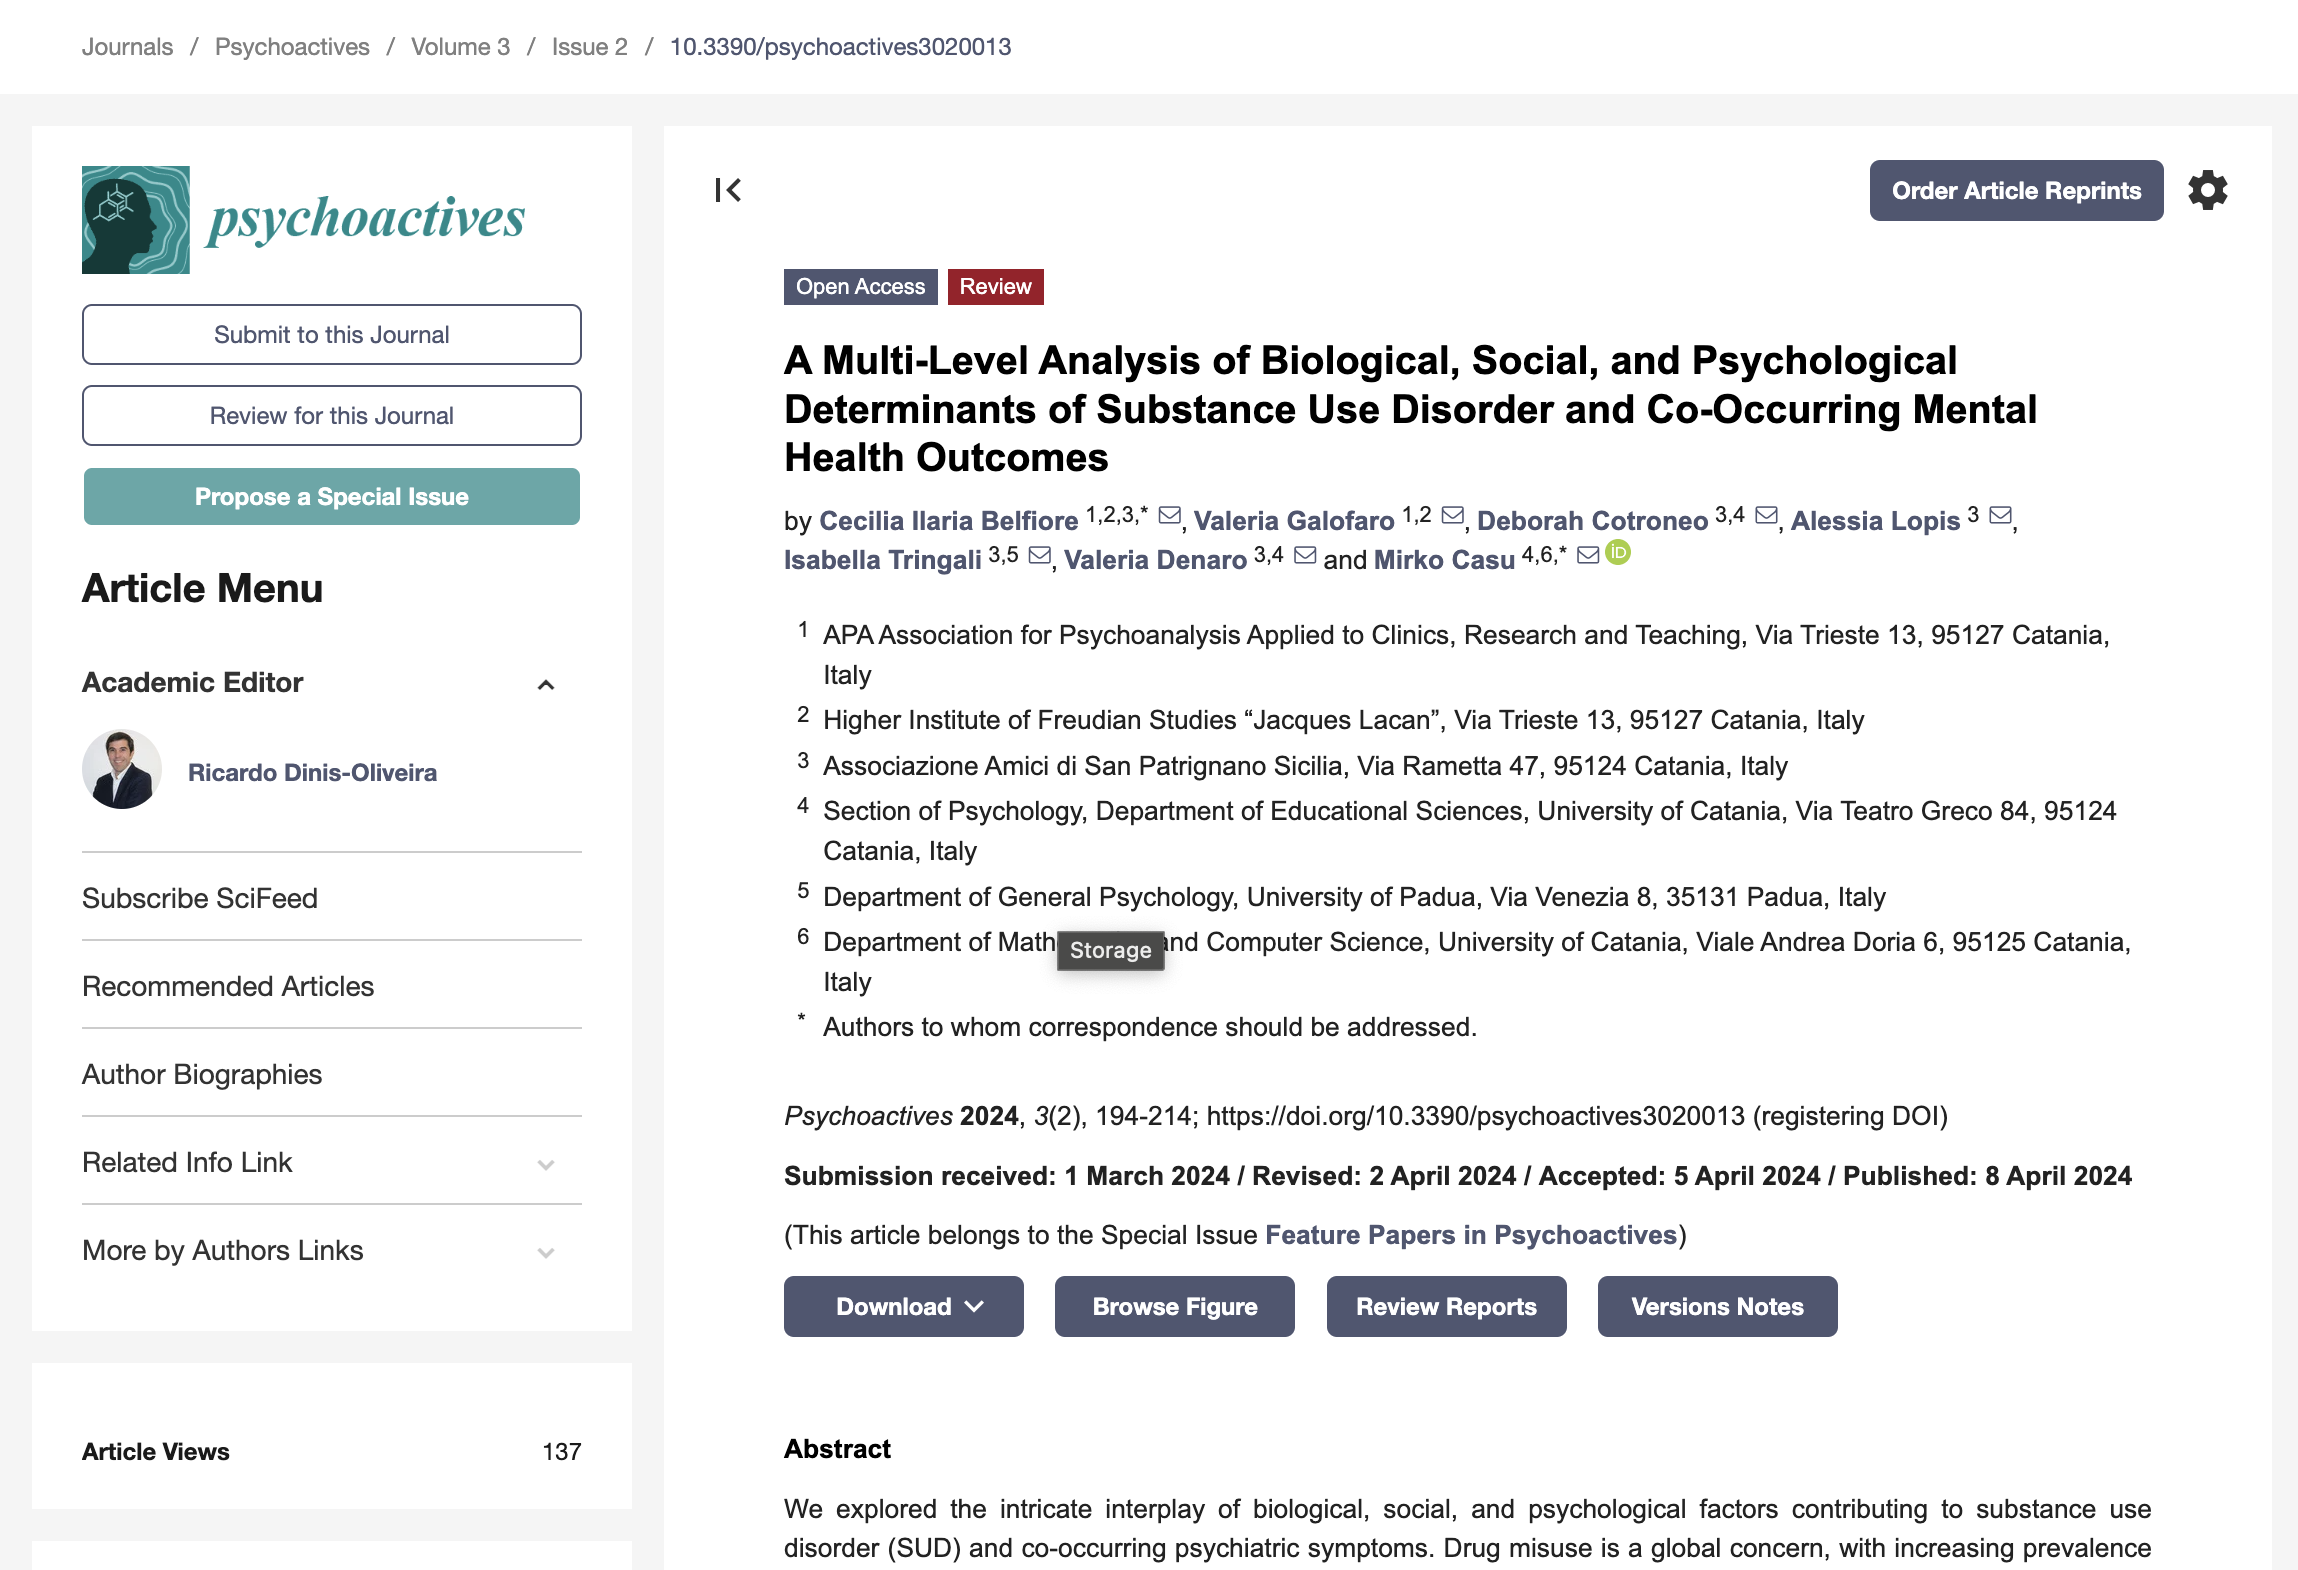 Journals / Psychoactives / Volume 3 / Issue 2 / 10.3390/psychoactives3020013
psychoactives
Submit to this Journal
Review for this Journal
Propose a Special Issue
Article Menu
Academic Editor
Ricardo Dinis-Oliveira
Subscribe SciFeed
Recommended Articles
Author Biographies
Related Info Link
More by Authors Links
Article Views 137
Order Article Reprints
Open Access Review
A Multi-Level Analysis of Biological, Social, and Psychological
Determinants of Substance Use Disorder and Co-Occurring Mental
Health Outcomes
by Cecilia Ilaria Belfiore 1,2,3,* , Valeria Galofaro 1,2 , Deborah Cotroneo 3,4 , Alessia Lopis 3 ,
Isabella Tringali 3,5 , Valeria Denaro 3,4 and Mirko Casu 4,6,* iD
1 APA Association for Psychoanalysis Applied to Clinics, Research and Teaching, Via Trieste 13, 95127 Catania,
Italy
2 Higher Institute of Freudian Studies “Jacques Lacan”, Via Trieste 13, 95127 Catania, Italy
3 Associazione Amici di San Patrignano Sicilia, Via Rametta 47, 95124 Catania, Italy
4 Section of Psychology, Department of Educational Sciences, University of Catania, Via Teatro Greco 84, 95124
Catania, Italy
5 Department of General Psychology, University of Padua, Via Venezia 8, 35131 Padua, Italy
6 Department of Math Storage and Computer Science, University of Catania, Viale Andrea Doria 6, 95125 Catania,
Italy
* Authors to whom correspondence should be addressed.
Psychoactives 2024, 3(2), 194-214; https://doi.org/10.3390/psychoactives3020013 (registering DOI)
Submission received: 1 March 2024 / Revised: 2 April 2024 / Accepted: 5 April 2024 / Published: 8 April 2024
(This article belongs to the Special Issue Feature Papers in Psychoactives)
Download Browse Figure Review Reports Versions Notes
Abstract
We explored the intricate interplay of biological, social, and psychological factors contributing to substance use
disorder (SUD) and co-occurring psychiatric symptoms. Drug misuse is a global concern, with increasing prevalence